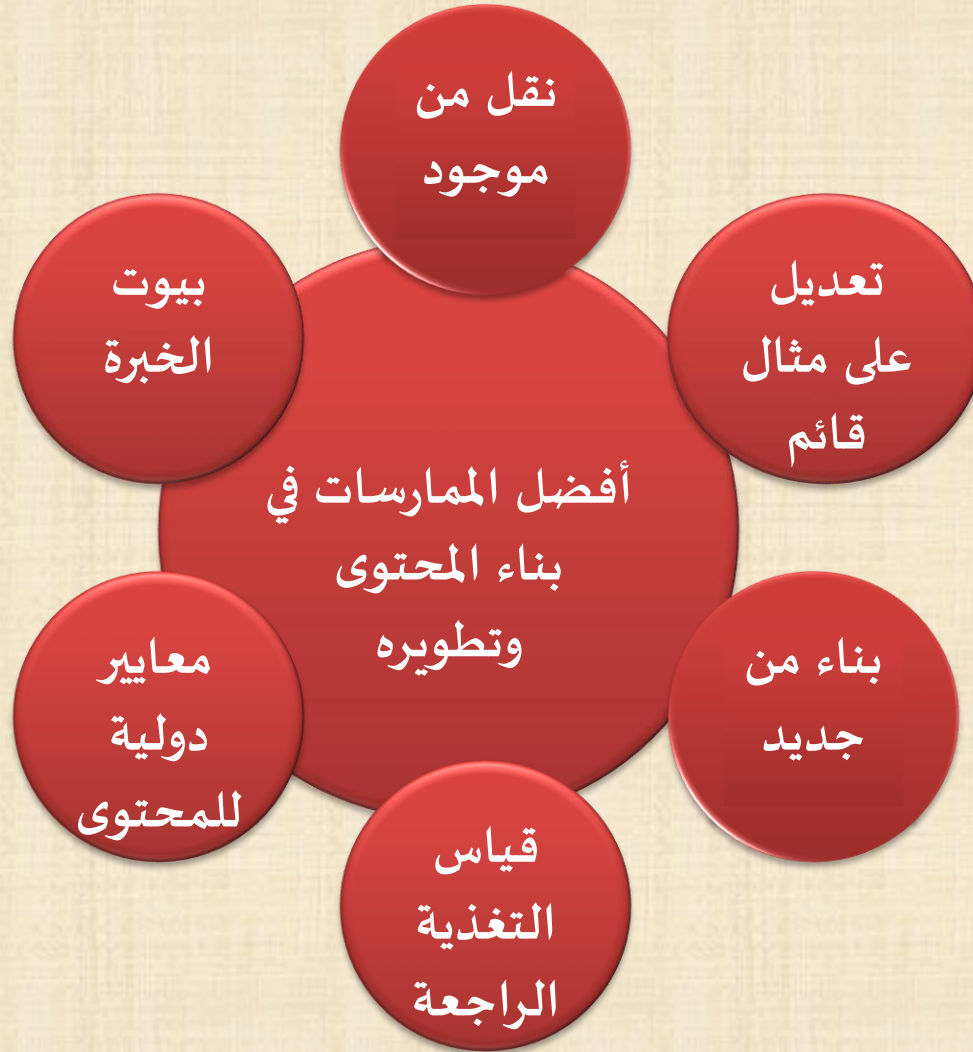 نقل من
موجود
تعديل
على مثال
قائم
بناء من
جديد
قياس
التغذية
الراجعة
معايير
دولية
للمحتوى
بيوت
الخبرة
أفضل الممارسات في
بناء المحتوى
وتطويره